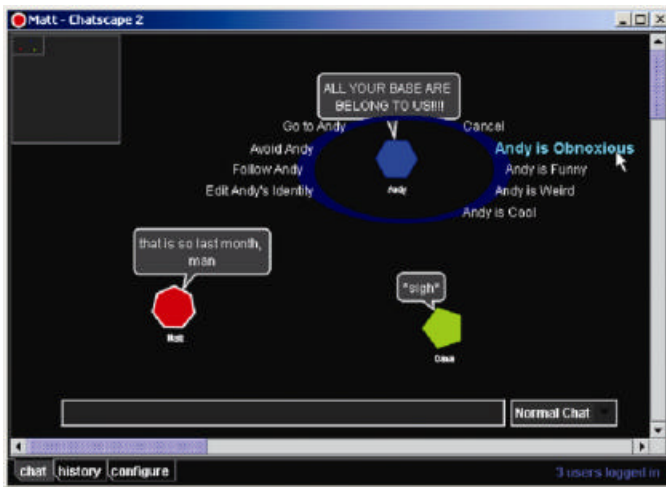 Matt - Chatscape 2
ALL YOUR BASE ARE
BELONG TO US!!!!
Go to Andy
Cancel
Avoid Andy
Andy is Obnoxious
Follow Andy
Andy is Funny
Andy
Edit Andy's Identity
Andy is Weird
Andy is Cool
that is so last month,
man
*sigh*
Matt
Normal Chat
chat
history
configure
3 users logged in